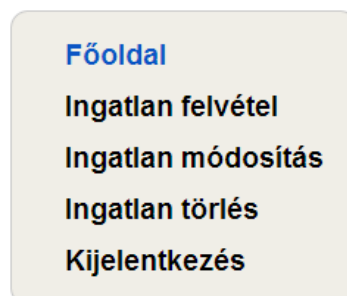 Főoldal
Ingatlan felvétel
Ingatlan módosítás
Ingatlan törlés
Kijelentkezés